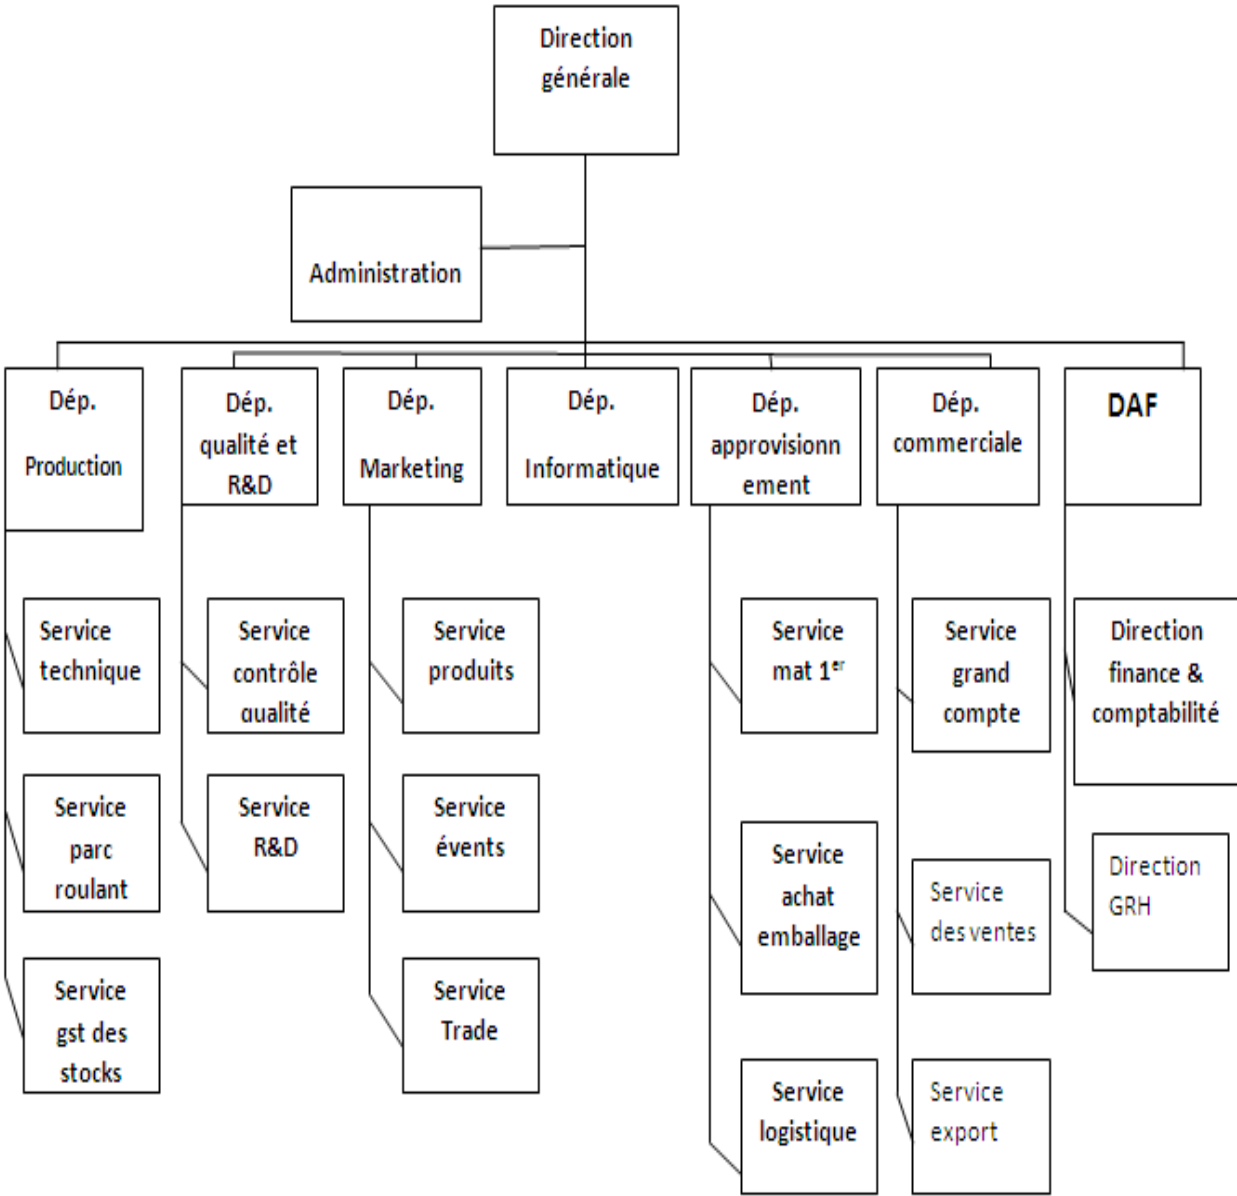 Direction
générale
Administration
Dép.
Production
Dép.
qualité et
R&D
Dép.
Marketing
Dép.
Informatique
Dép.
approvisionn
ement
Dép.
commerciale
DAF
Service
technique
Service
contrôle
qualité
Service
produits
Service
mat 1er
Service
grand
compte
Direction
finance &
comptabilité
Service
parc
roulant
Service
R&D
Service
évents
Service
achat
emballage
Service
des ventes
Direction
GRH
Service
gst des
stocks
Service
Trade
Service
logistique
Service
export